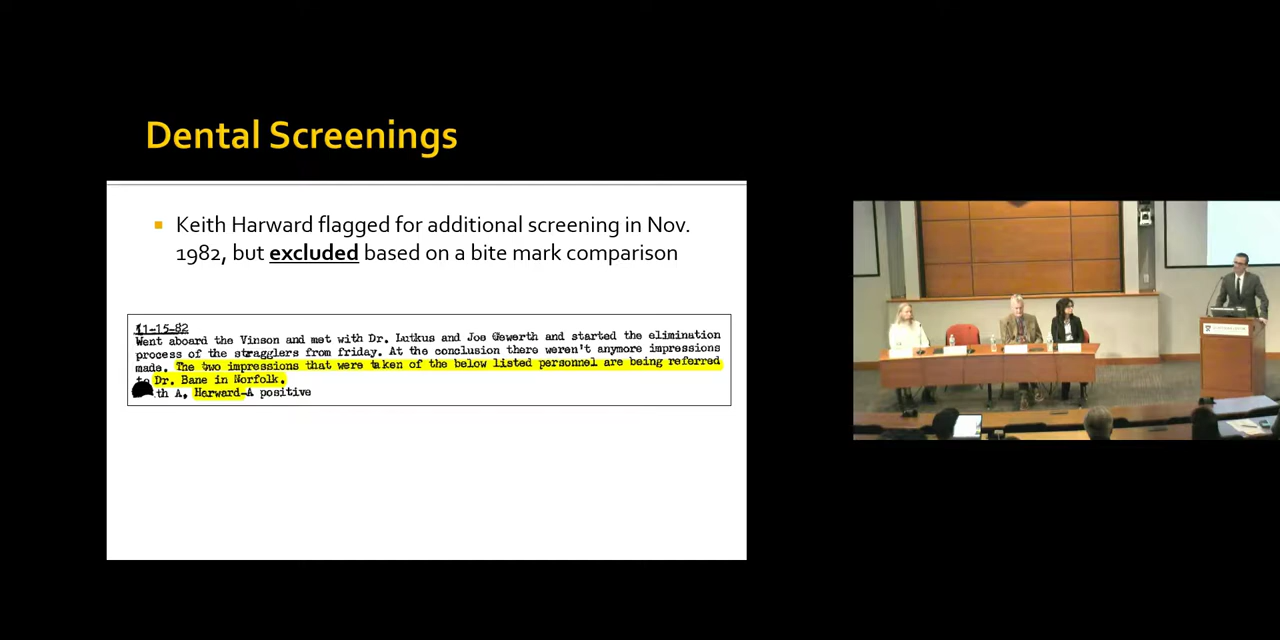 Dental Screenings
Keith Harward flagged for additional screening in Nov.
1982, but excluded based on a bite mark comparison
11-15-82
Went aboard the Vinson and met with Dr. Lutkus and Joe Gewerth and started the elimination
process of the stragglers from friday. At the conclusion there weren't anymore impressions
made. The two impressions that were taken of the below listed personnel are being referred
to Dr. Bane in Norfolk.
th A, Harward-A positive